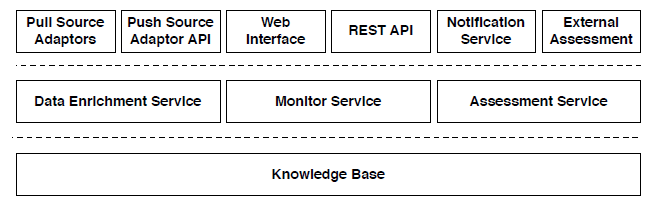 Pull Source
Adaptors
Push Source
Adaptor API
Web
Interface
REST API
Notification
Service
External
Assessment
Data Enrichment Service
Monitor Service
Assessment Service
Knowledge Base